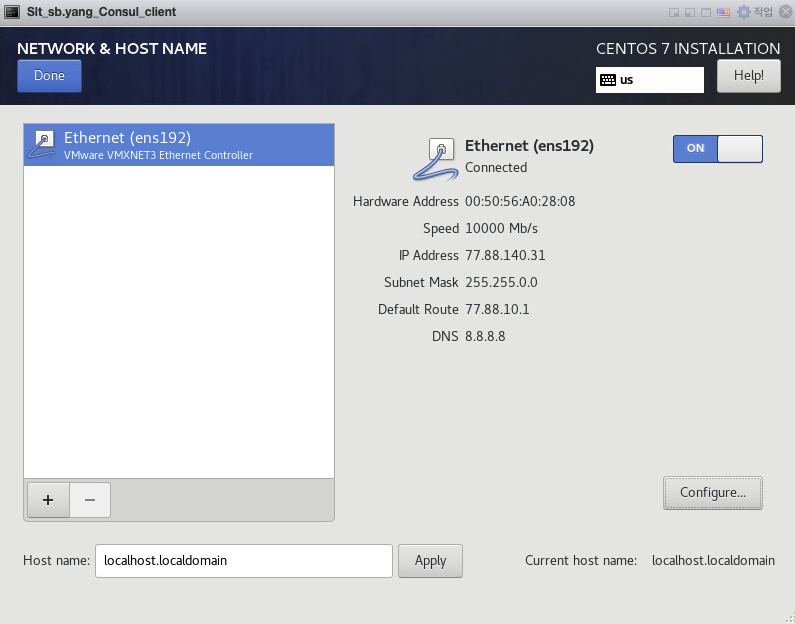 Slt_sb.yang_Consul_client
작업
NETWORK & HOST NAME
CENTOS 7 INSTALLATION
Done
us
Help!
Ethernet (ens192)
VMware VMXNET3 Ethernet Controller
Ethernet (ens192)
Connected
ON
Hardware Address 00:50:56:A0:28:08
Speed 10000 Mb/s
IP Address 77.88.140.31
Subnet Mask 255.255.0.0
Default Route 77.88.10.1
DNS 8.8.8.8
+ −
Configure...
Host name: localhost.localdomain Apply
Current host name: localhost.localdomain